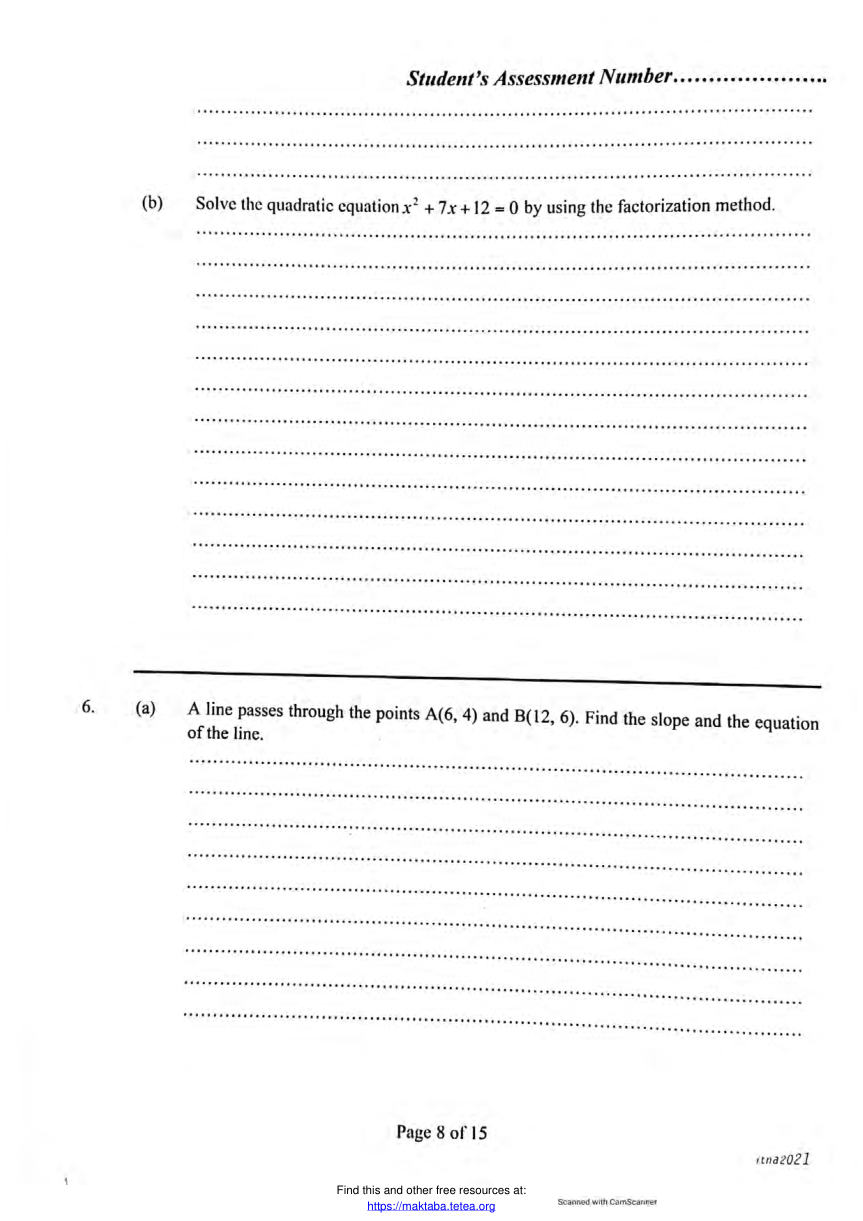 Student's Assessment Number......................
(b) Solve the quadratic equation x² + 7x + 12 = 0 by using the factorization method.
6. (a) A line passes through the points A(6, 4) and B(12, 6). Find the slope and the equation
of the line.
Page 8 of 15
ftna2021
Find this and other free resources at:
https://maktaba.tetea.org
Scanned with CamScanner